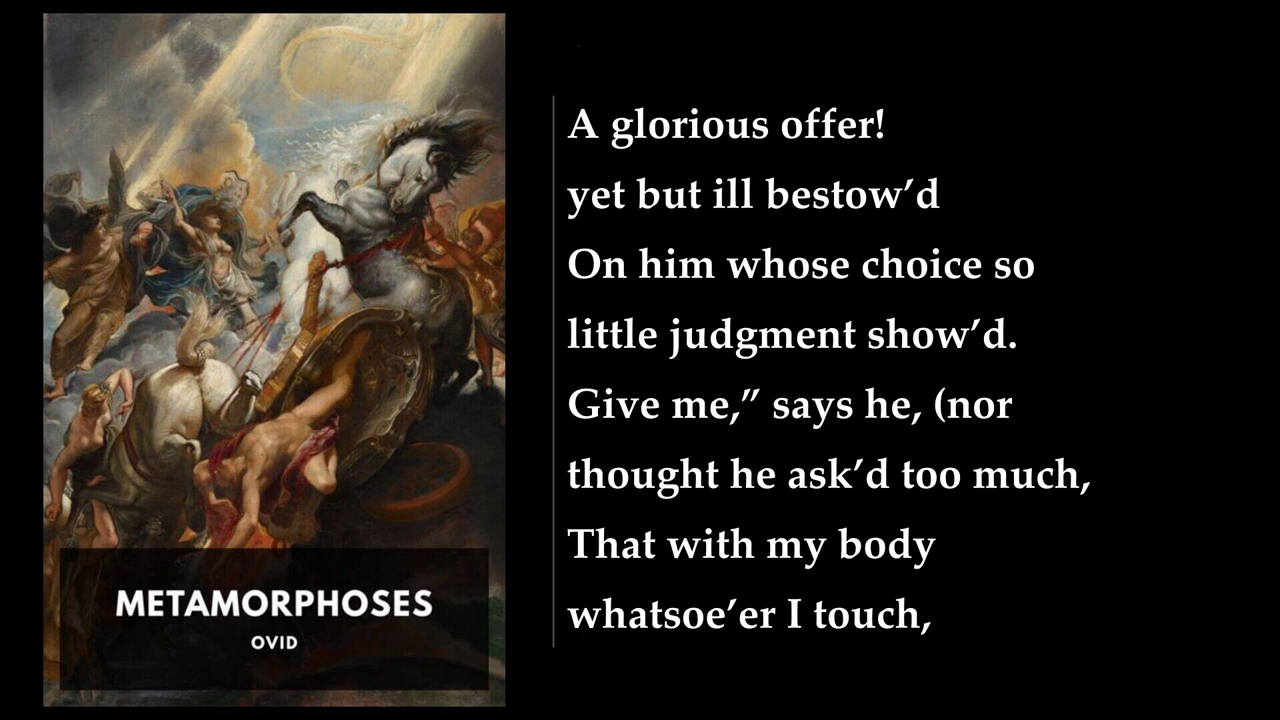 METAMORPHOSES
OVID
A glorious offer!
yet but ill bestow’d
On him whose choice so
little judgment show’d.
Give me,” says he, (nor
thought he ask’d too much,
That with my body
whatsoe’er I touch,